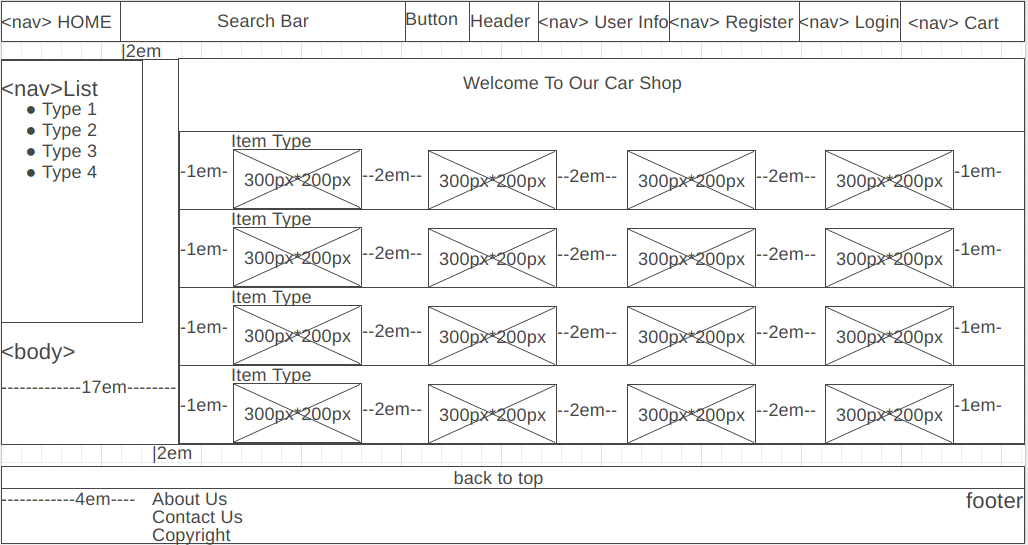 <nav> HOME Search Bar Button Header <nav> User Info <nav> Register <nav> Login <nav> Cart
|2em
<nav>List
● Type 1
● Type 2
● Type 3
● Type 4
<body>
-------------17em--------
Welcome To Our Car Shop
Item Type
-1em- 300px*200px --2em-- 300px*200px --2em-- 300px*200px --2em-- 300px*200px -1em-
Item Type
-1em- 300px*200px --2em-- 300px*200px --2em-- 300px*200px --2em-- 300px*200px -1em-
Item Type
-1em- 300px*200px --2em-- 300px*200px --2em-- 300px*200px --2em-- 300px*200px -1em-
Item Type
-1em- 300px*200px --2em-- 300px*200px --2em-- 300px*200px --2em-- 300px*200px -1em-
|2em
back to top
------------4em---- About Us footer
Contact Us
Copyright